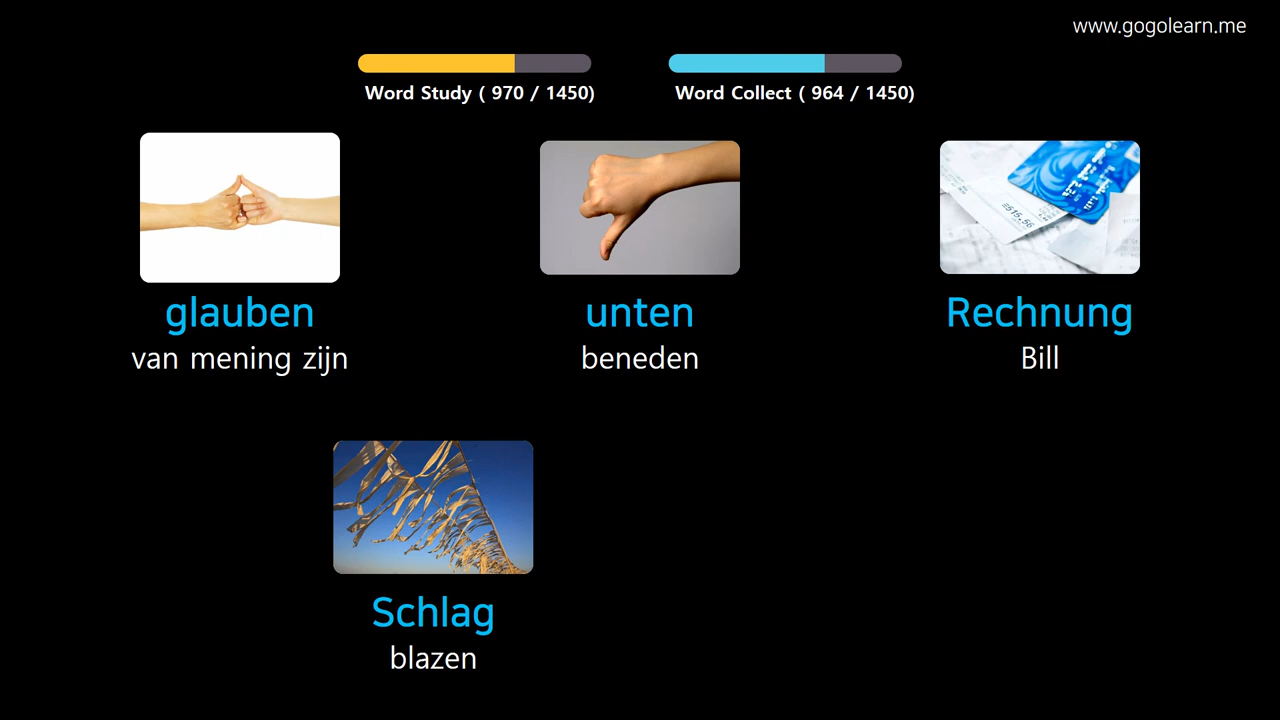 www.gogolearn.me
Word Study ( 970 / 1450)
Word Collect ( 964 / 1450)
glauben
van mening zijn
unten
beneden
Rechnung
Bill
Schlag
blazen